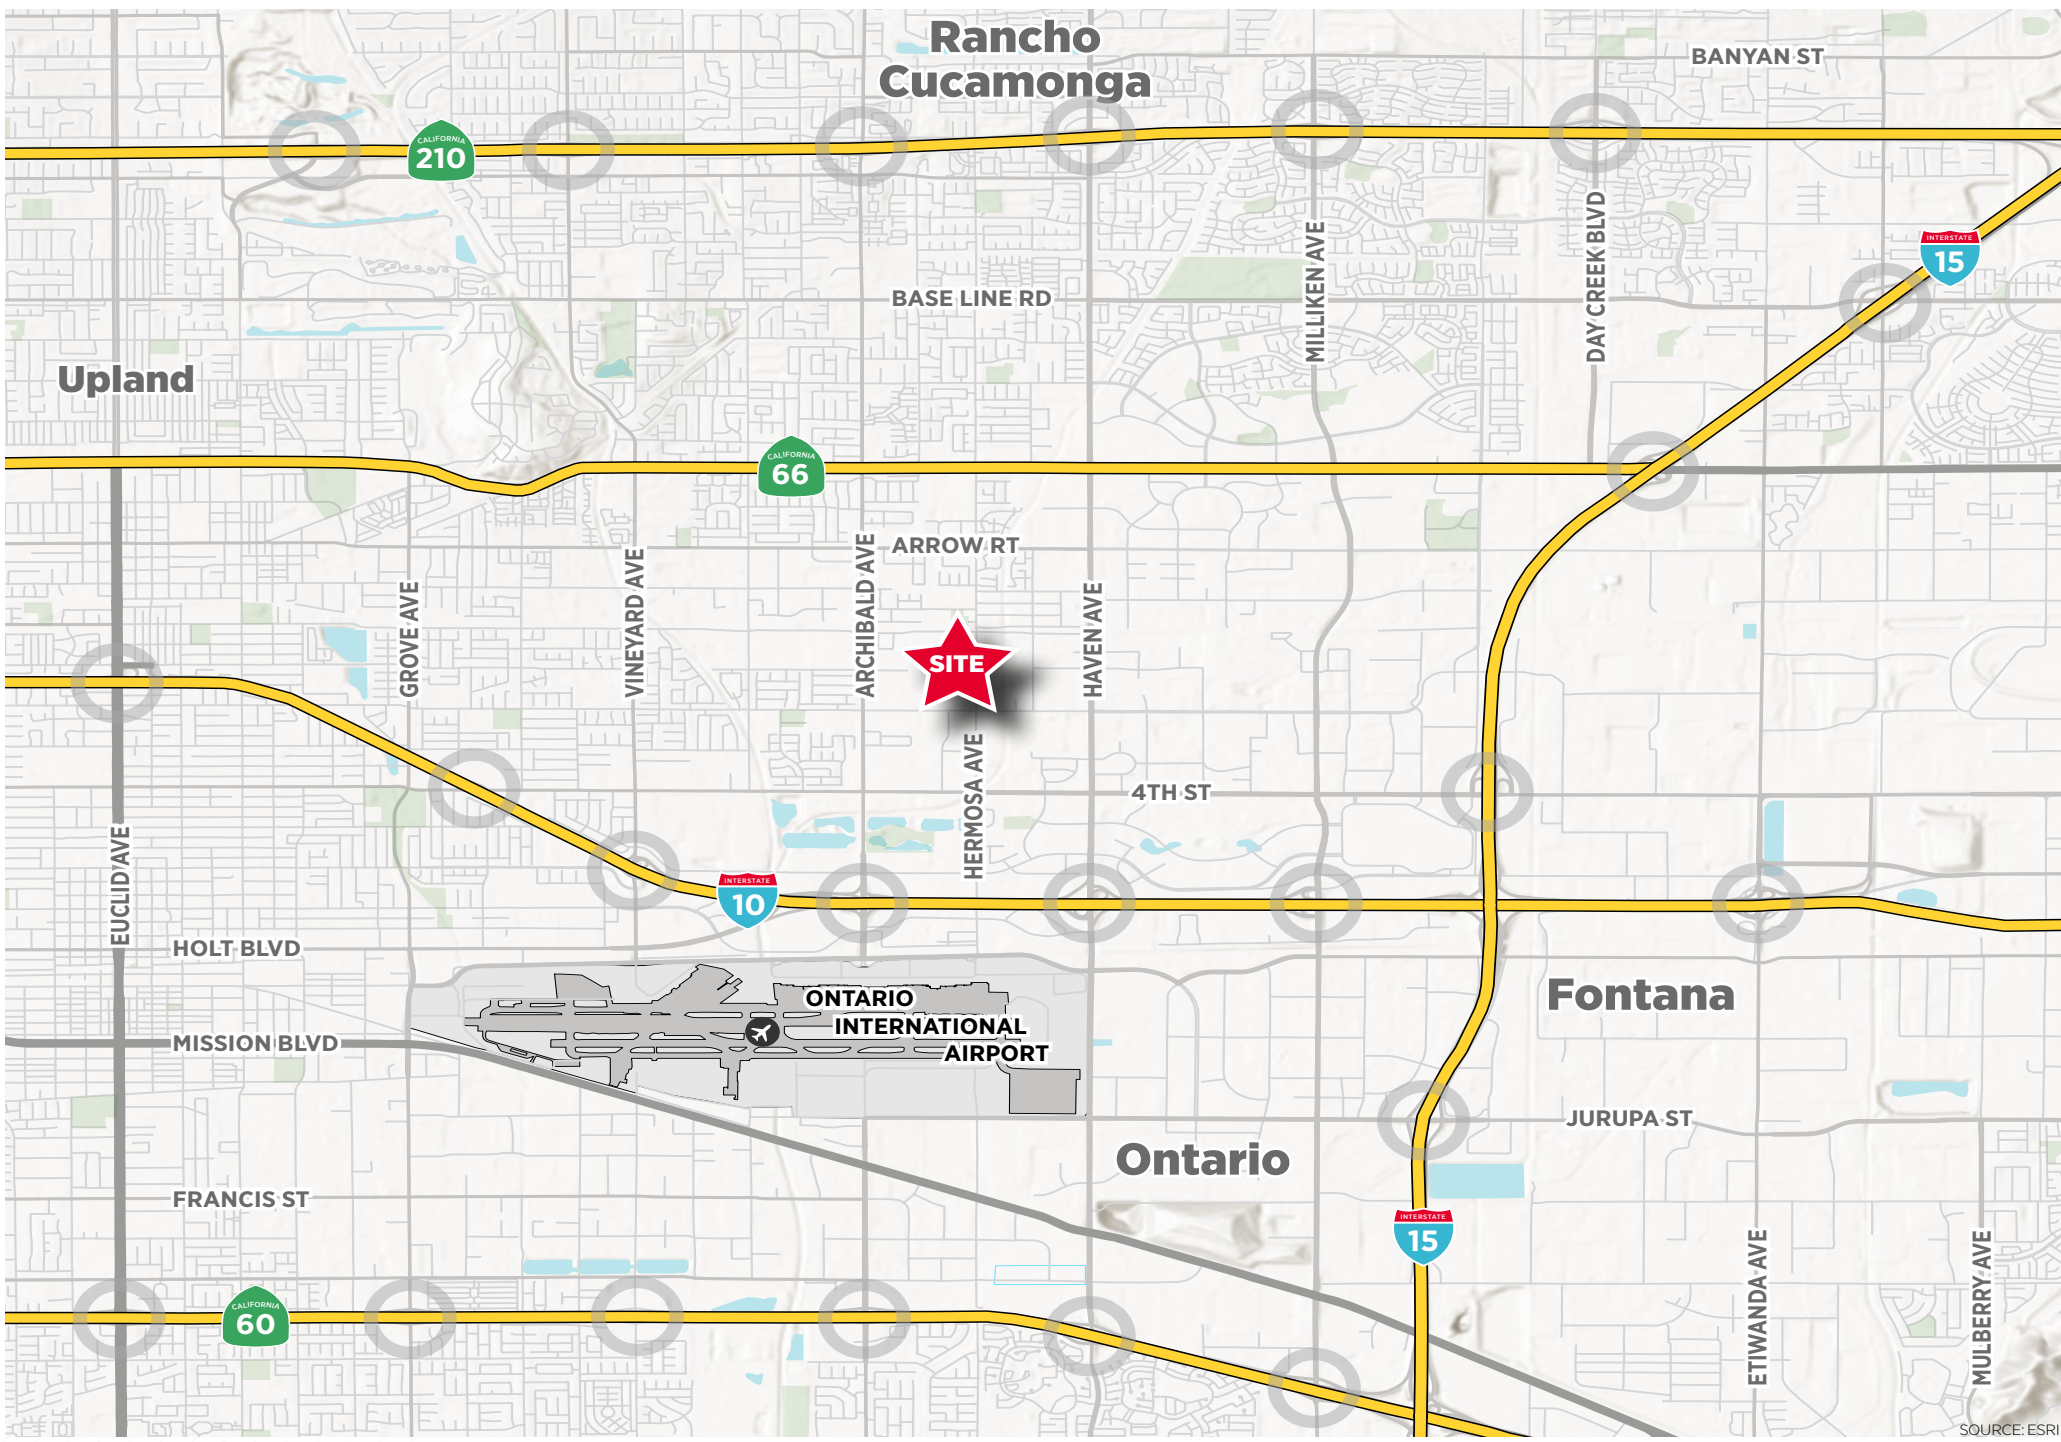 Rancho
Cucamonga
BANYAN ST
CALIFORNIA
210
MILLIKEN AVE
DAY CREEK BLVD
INTERSTATE
15
BASE LINE RD
Upland
CALIFORNIA
66
ARROW RT
GROVE AVE
VINEYARD AVE
ARCHIBALD AVE
HAVEN AVE
SITE
HERMOSA AVE
4TH ST
EUCLID AVE
INTERSTATE
10
HOLT BLVD
ONTARIO
INTERNATIONAL
AIRPORT
Fontana
MISSION BLVD
JURUPA ST
Ontario
FRANCIS ST
INTERSTATE
15
ETIWANDA AVE
MULBERRY AVE
CALIFORNIA
60
SOURCE: ESRI